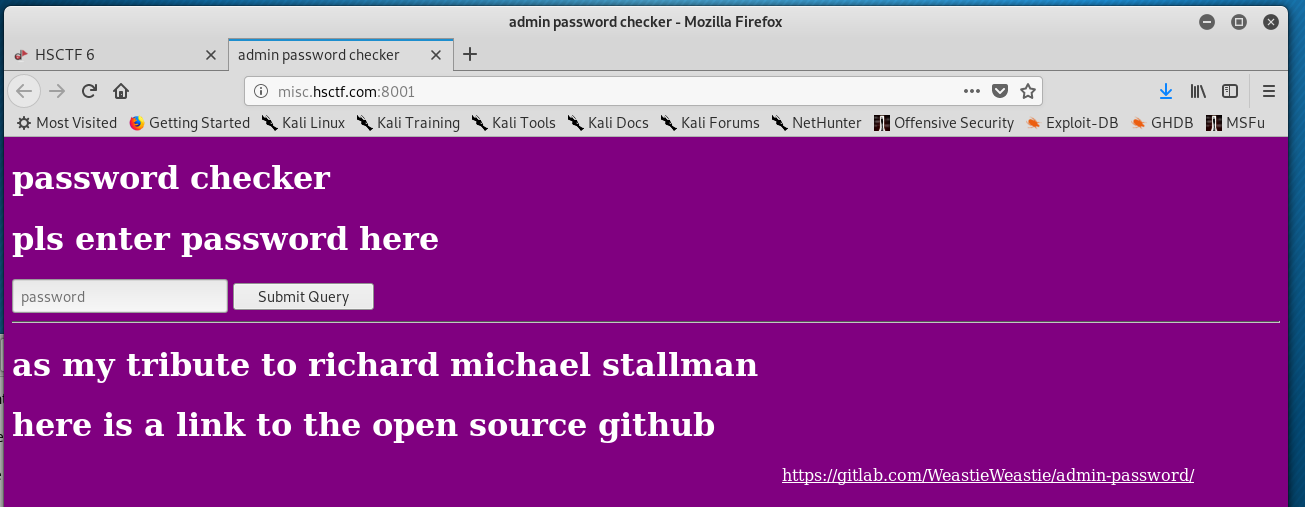 admin password checker - Mozilla Firefox
HSCTF 6 admin password checker
misc.hsctf.com:8001
Most Visited Getting Started Kali Linux Kali Training Kali Tools Kali Docs Kali Forums NetHunter Offensive Security Exploit-DB GHDB MSFu
password checker
pls enter password here
password Submit Query
as my tribute to richard michael stallman
here is a link to the open source github
https://gitlab.com/WeastieWeastie/admin-password/